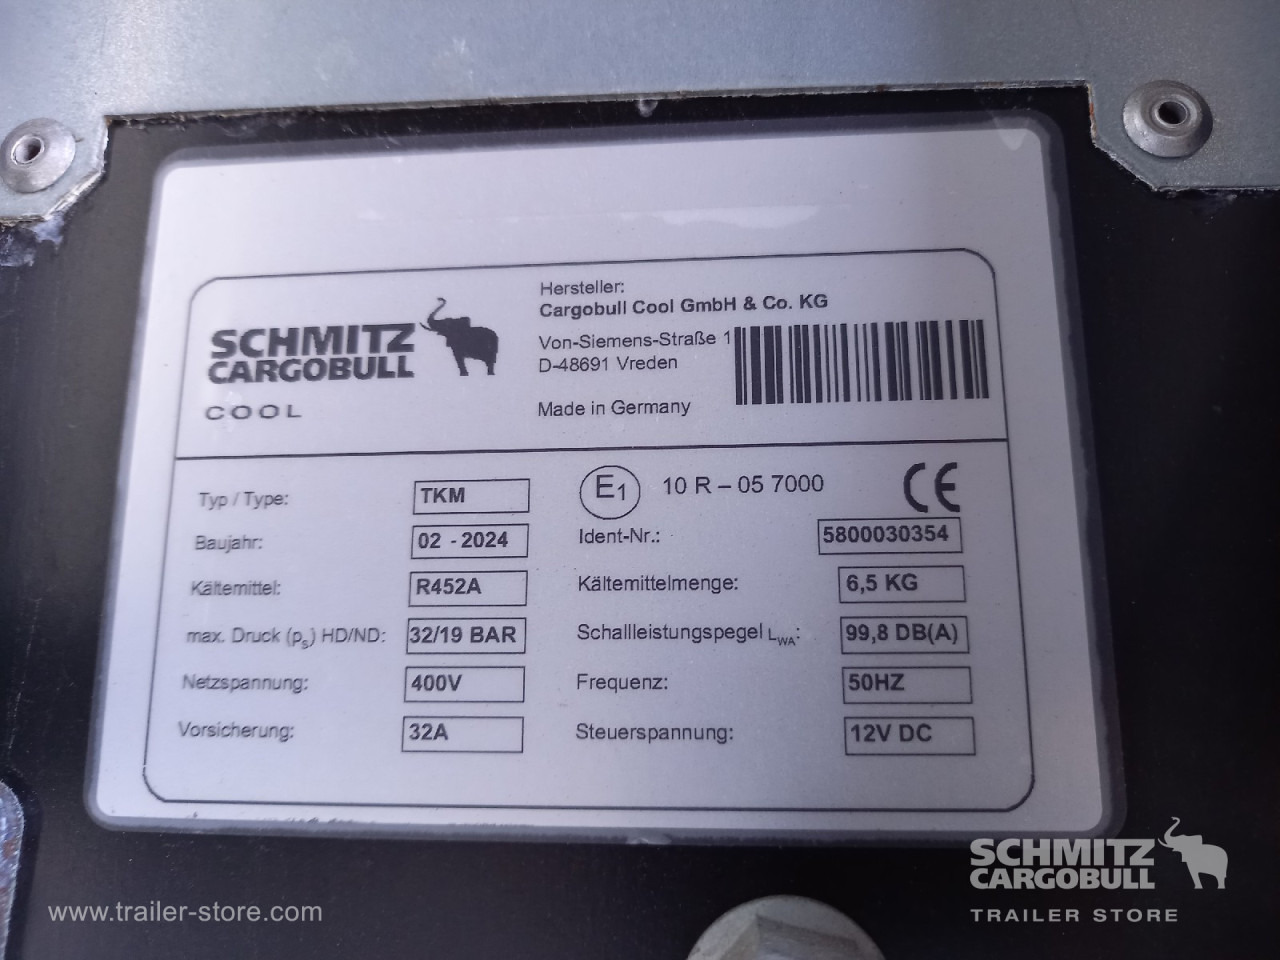 SCHMITZ
CARGOBULL
COOL
Hersteller:
Cargobull Cool GmbH & Co. KG
Von-Siemens-Straße 1
D-48691 Vreden
Made in Germany
Typ / Type: TKM
E1 10 R – 05 7000 CE
Baujahr: 02 - 2024
Ident-Nr.: 5800030354
Kältemittel: R452A
Kältemittelmenge: 6,5 KG
max. Druck (ps) HD/ND: 32/19 BAR
Schallleistungspegel LWA: 99,8 DB(A)
Netzspannung: 400V
Frequenz: 50HZ
Vorsicherung: 32A
Steuerspannung: 12V DC
www.trailer-store.com
SCHMITZ
CARGOBULL
TRAILER STORE